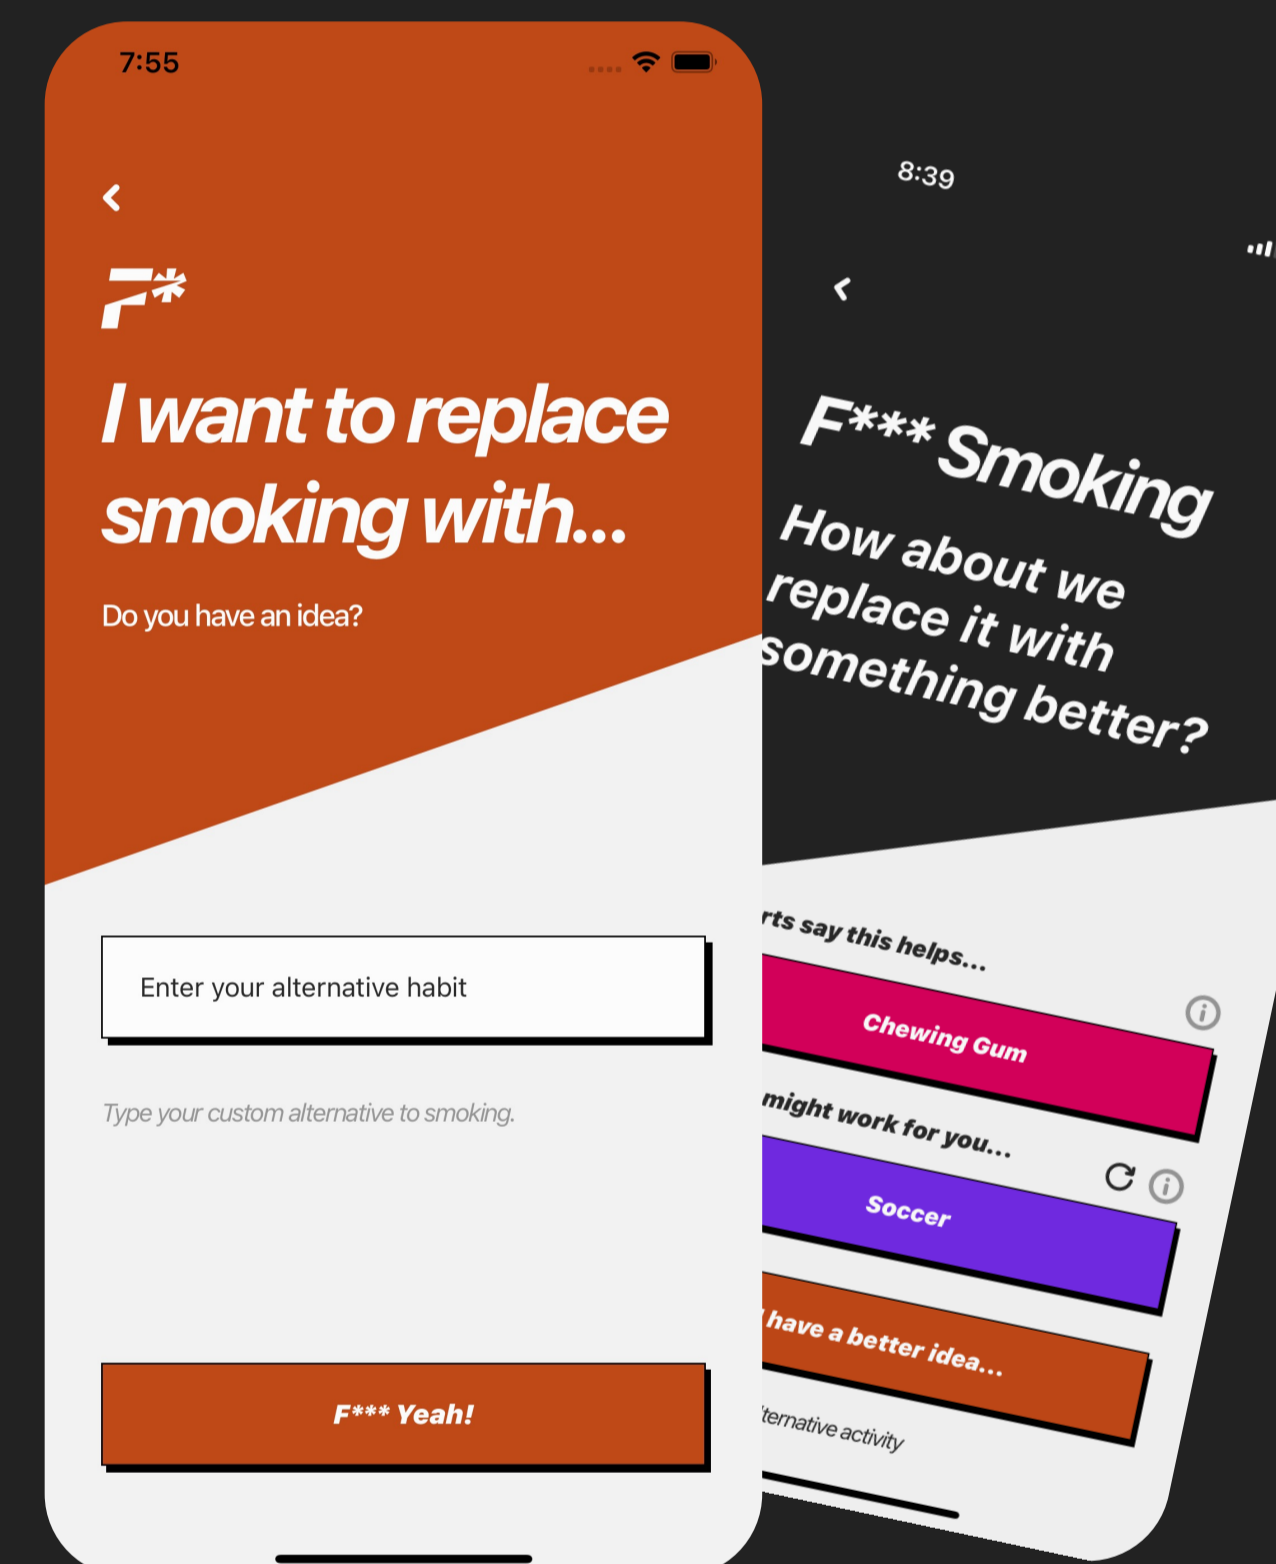 7:55
F*
I want to replace
smoking with...
Do you have an idea?
Enter your alternative habit
Type your custom alternative to smoking.
F*** Yeah!
8:39
F*** Smoking
How about we
replace it with
something better?
say this helps...
Chewing Gum
might work for you...
Soccer
I have a better idea...
activity